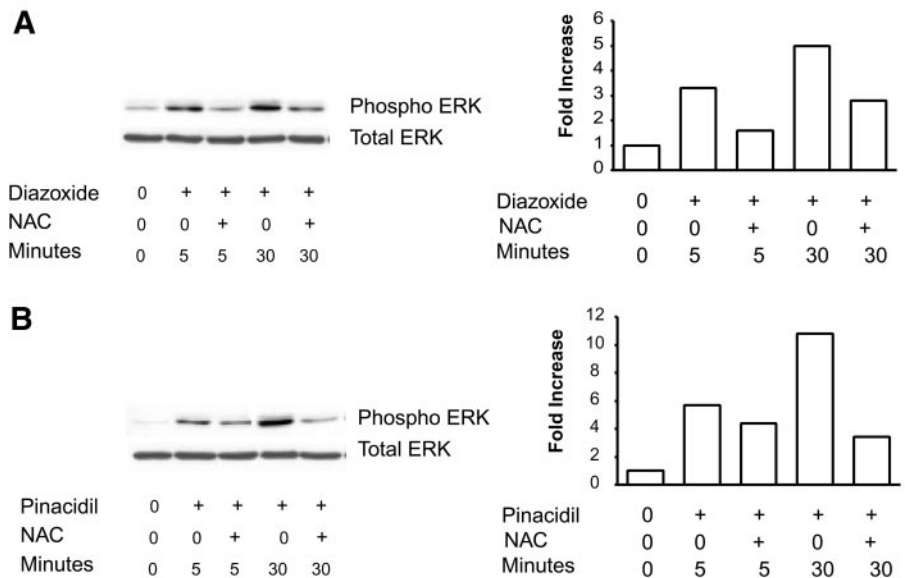 A
Phospho ERK
Total ERK
Diazoxide 0 + + + +
NAC 0 0 + 0 +
Minutes 0 5 5 30 30
Fold Increase
6
5
4
3
2
1
0
Diazoxide 0 + + + +
NAC 0 0 + 0 +
Minutes 0 5 5 30 30
B
Phospho ERK
Total ERK
Pinacidil 0 + + + +
NAC 0 0 + 0 +
Minutes 0 5 5 30 30
Fold Increase
12
10
8
6
4
2
0
Pinacidil 0 + + + +
NAC 0 0 + 0 +
Minutes 0 5 5 30 30